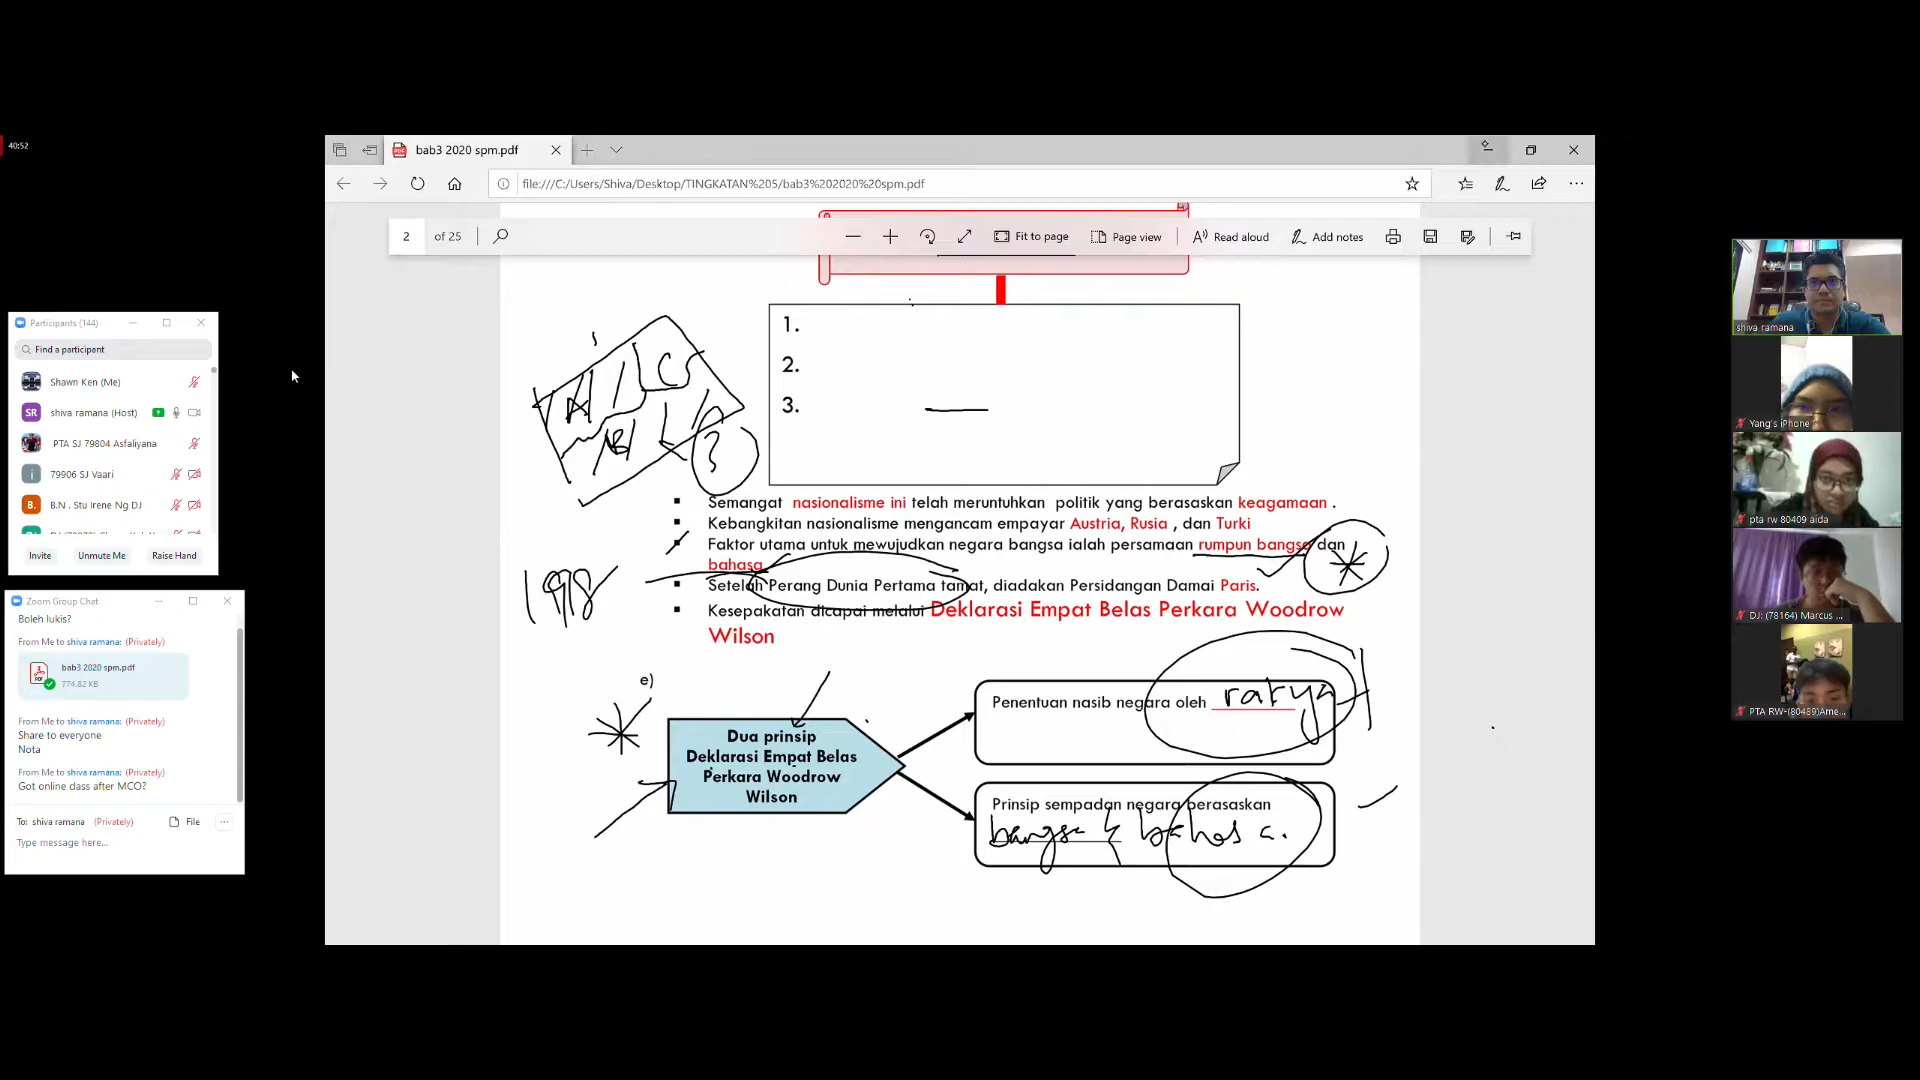 40:52
bab3 2020 spm.pdf
file:///C:/Users/Shiva/Desktop/TINGKATAN%205/bab3%202020%20spm.pdf
2 of 25
Fit to page
Page view
Read aloud
Add notes
1.
2.
3.
A
B
C
3
Semangat nasionalisme ini telah meruntuhkan politik yang berasaskan keagamaan .
Kebangkitan nasionalisme mengancam empayar Austria, Rusia , dan Turki
Faktor utama untuk mewujudkan negara bangsa ialah persamaan rumpun bangsa dan
bahasa
Setelah Perang Dunia Pertama tamat, diadakan Persidangan Damai Paris.
Kesepakatan dicapai melalui Deklarasi Empat Belas Perkara Woodrow
Wilson
1918
e)
Dua prinsip
Deklarasi Empat Belas
Perkara Woodrow
Wilson
Penentuan nasib negara oleh
Prinsip sempadan negara berasaskan
bangsa & bahasa.
Participants (144)
Find a participant
Shawn Ken (Me)
SR shiva ramana (Host)
PTA SJ 79804 Asfaliyana
i 79906 SJ Vaari
B. B.N . Stu Irene Ng DJ
Invite
Unmute Me
Raise Hand
Zoom Group Chat
Boleh lukis?
From Me to shiva ramana: (Privately)
bab3 2020 spm.pdf
774.82 KB
From Me to shiva ramana: (Privately)
Share to everyone
Nota
From Me to shiva ramana: (Privately)
Got online class after MCO?
To: shiva ramana (Privately)
File
Type message here...
shiva ramana
Yang's iPhone
pta rw 80409 aida
DJ: (78164) Marcus ...
PTA RW-(80489)Ame...